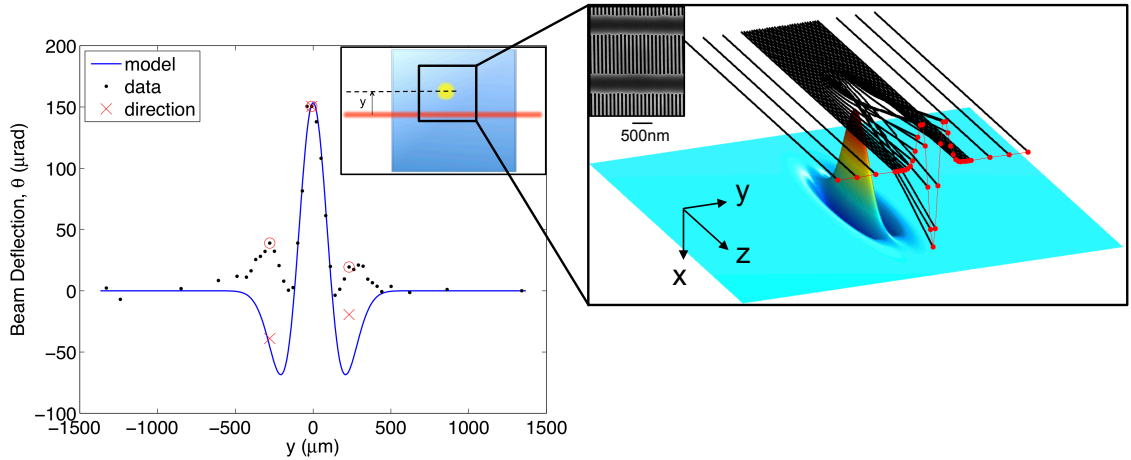 Beam Deflection, θ (μrad)
200
150
100
50
0
−50
−100
−1500
−1000
−500
0
500
1000
1500
y (μm)
model
data
direction
y
500nm
y
z
x